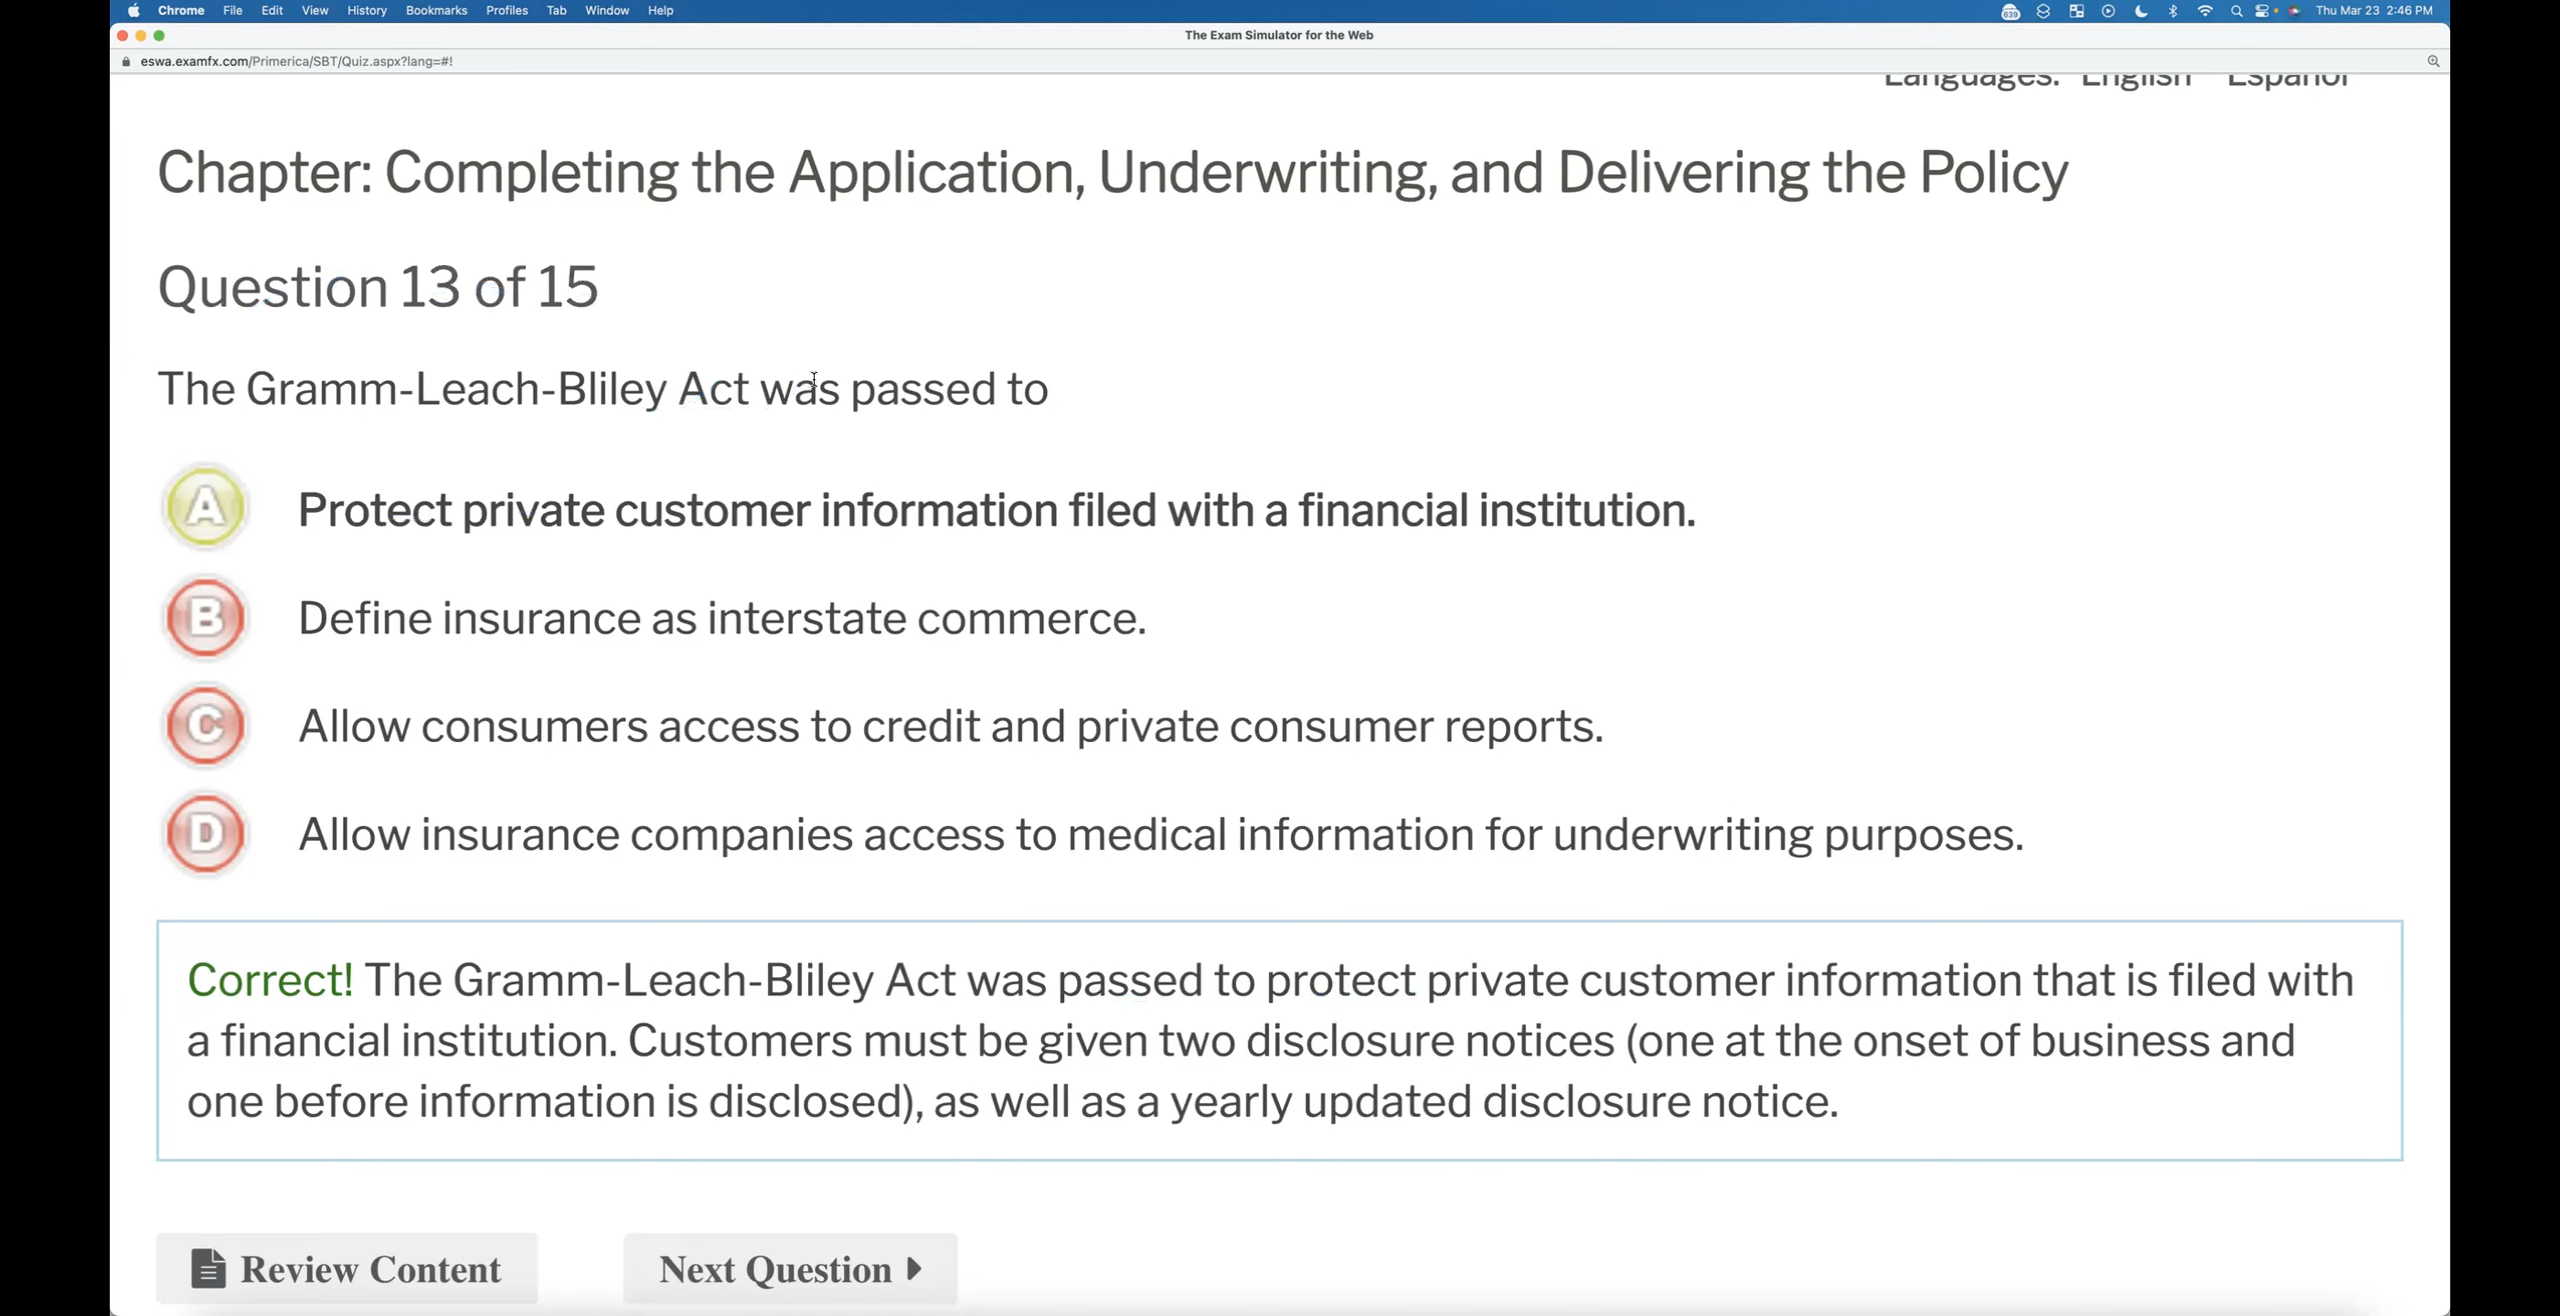 Chrome File Edit View History Bookmarks Profiles Tab Window Help
639
Thu Mar 23 2:46 PM
The Exam Simulator for the Web
eswa.examfx.com/Primerica/SBT/Quiz.aspx?lang=#!
Languages: English Español
Chapter: Completing the Application, Underwriting, and Delivering the Policy
Question 13 of 15
The Gramm-Leach-Bliley Act was passed to
A Protect private customer information filed with a financial institution.
B Define insurance as interstate commerce.
C Allow consumers access to credit and private consumer reports.
D Allow insurance companies access to medical information for underwriting purposes.
Correct! The Gramm-Leach-Bliley Act was passed to protect private customer information that is filed with
a financial institution. Customers must be given two disclosure notices (one at the onset of business and
one before information is disclosed), as well as a yearly updated disclosure notice.
Review Content
Next Question